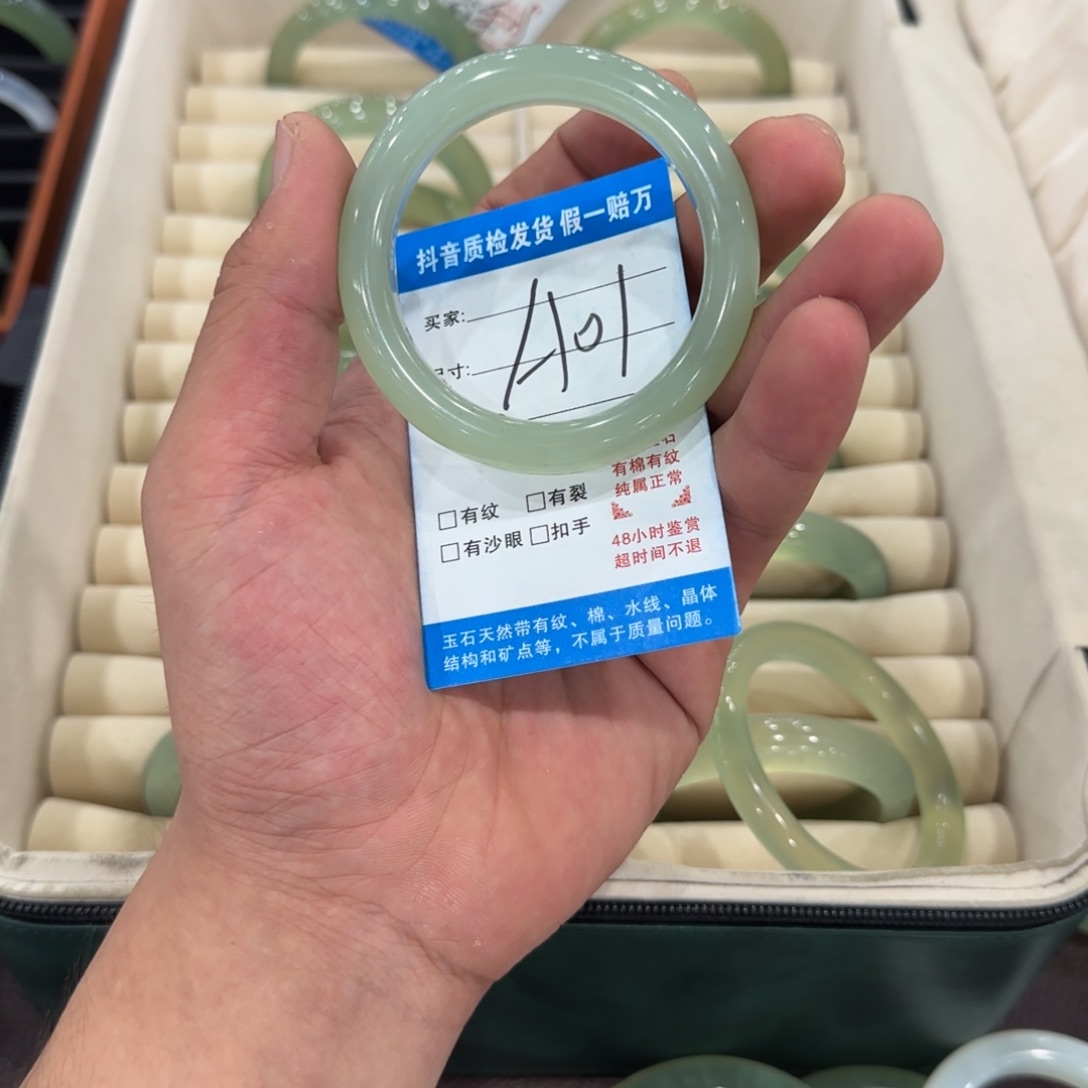 抖音质检发货 假一赔万
买家:
尺寸:
A01
有棉有纹
纯属正常
□有纹 □有裂
□有沙眼 □扣手
48小时鉴赏
超时间不退
玉石天然带有纹、棉、水线、晶体
结构和矿点等，不属于质量问题。